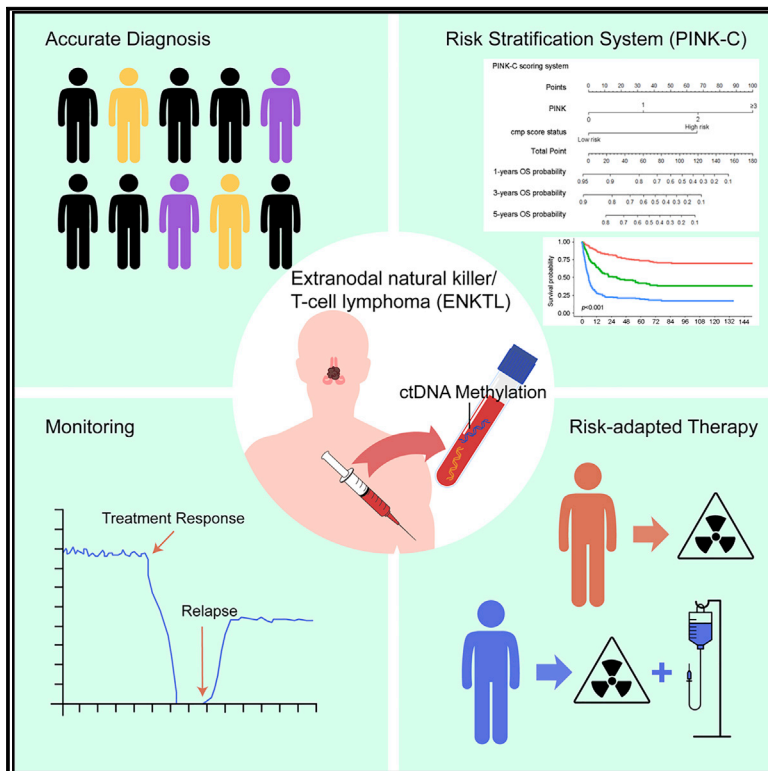 Accurate Diagnosis
Risk Stratification System (PINK-C)
PINK-C scoring system
Points
0 10 20 30 40 50 60 70 80 90 100
PINK
1 ≥3
0 2
cmp score status
High risk
Low risk
Total Point
0 20 40 60 80 100 120 140 160 180
1-years OS probability
0.95 0.9 0.8 0.7 0.6 0.5 0.4 0.3 0.2 0.1
3-years OS probability
0.9 0.8 0.7 0.6 0.5 0.4 0.3 0.2 0.1
5-years OS probability
0.8 0.7 0.6 0.5 0.4 0.3 0.2 0.1
Survival probability
1.00
0.75
0.50
0.25
0.00
p<0.001
0 12 24 36 48 60 72 84 96 108 120 132 144
Extranodal natural killer/
T-cell lymphoma (ENKTL)
ctDNA Methylation
Monitoring
Treatment Response
Relapse
Risk-adapted Therapy